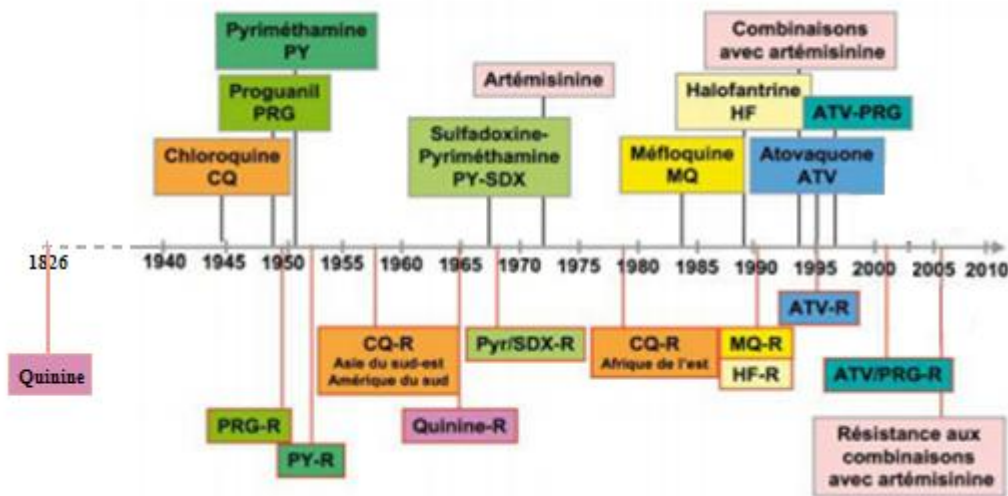 Pyriméthamine
PY
Combinaisons
avec artémisinine
Artémisinine
Proguanil
PRG
Halofantrine
HF
ATV-PRG
Chloroquine
CQ
Sulfadoxine-
Pyriméthamine
PY-SDX
Méfloquine
MQ
Atovaquone
ATV
1826
1940
1945
1950
1955
1960
1965
1970
1975
1980
1985
1990
1995
2000
2005
2010
Quinine
ATV-R
CQ-R
Asie du sud-est
Amérique du sud
Pyr/SDX-R
CQ-R
Afrique de l'est
MQ-R
HF-R
ATV/PRG-R
PRG-R
Quinine-R
PY-R
Résistance aux
combinaisons
avec artémisinine